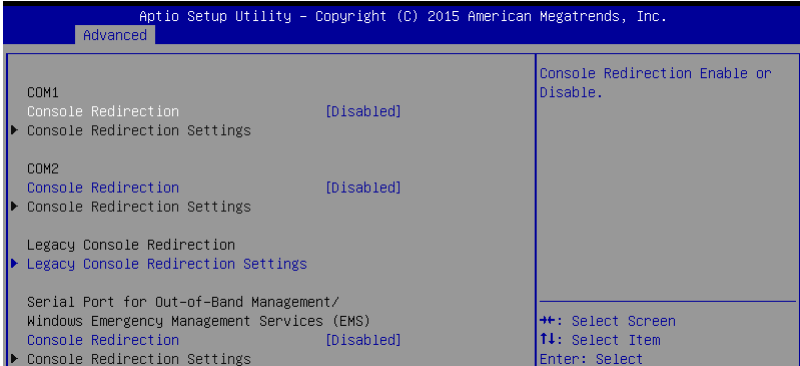 Aptio Setup Utility – Copyright (C) 2015 American Megatrends, Inc.
Advanced
COM1
Console Redirection [Disabled]
▶ Console Redirection Settings
COM2
Console Redirection [Disabled]
▶ Console Redirection Settings
Legacy Console Redirection
▶ Legacy Console Redirection Settings
Serial Port for Out-of-Band Management/
Windows Emergency Management Services (EMS)
Console Redirection [Disabled]
▶ Console Redirection Settings
Console Redirection Enable or
Disable.
→←: Select Screen
↑↓: Select Item
Enter: Select